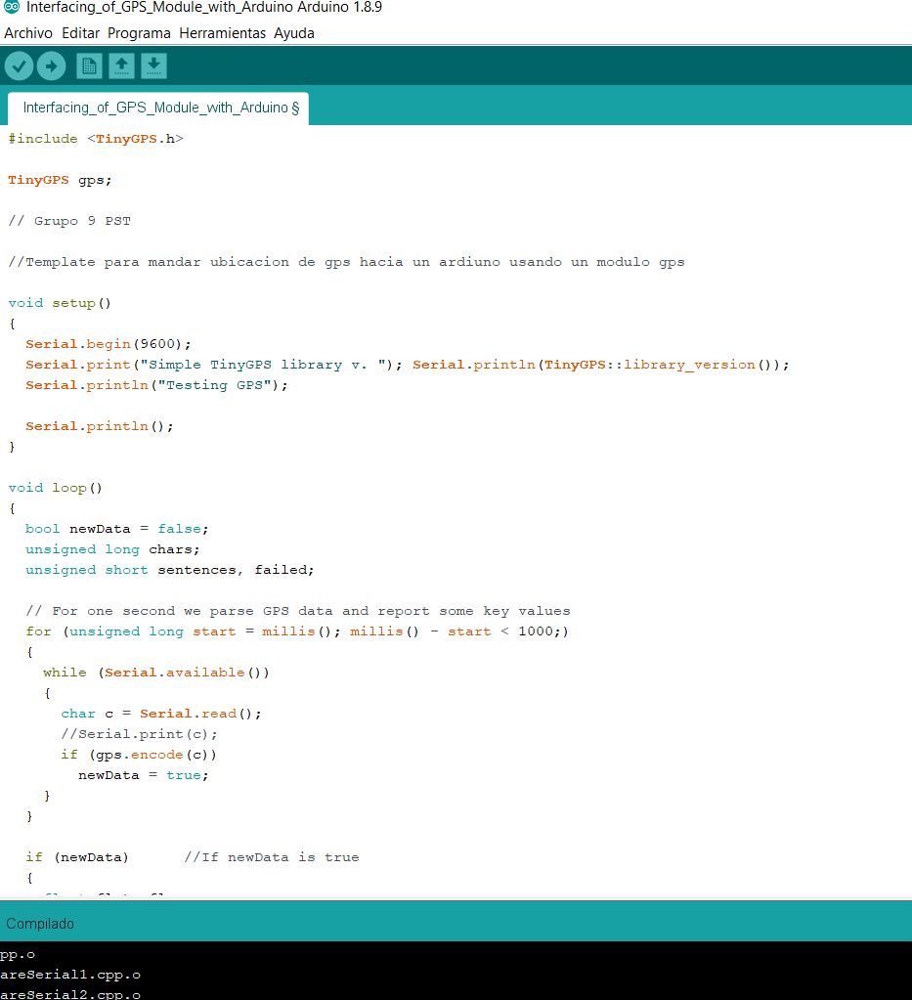 Interfacing_of_GPS_Module_with_Arduino Arduino 1.8.9
Archivo Editar Programa Herramientas Ayuda
Interfacing_of_GPS_Module_with_Arduino §
#include <TinyGPS.h>
TinyGPS gps;
// Grupo 9 PST
//Template para mandar ubicacion de gps hacia un ardiuno usando un modulo gps
void setup()
{
Serial.begin(9600);
Serial.print("Simple TinyGPS library v. "); Serial.println(TinyGPS::library_version());
Serial.println("Testing GPS");
Serial.println();
}
void loop()
{
bool newData = false;
unsigned long chars;
unsigned short sentences, failed;
// For one second we parse GPS data and report some key values
for (unsigned long start = millis(); millis() - start < 1000;)
{
while (Serial.available())
{
char c = Serial.read();
//Serial.print(c);
if (gps.encode(c))
newData = true;
}
}
if (newData) //If newData is true
{
Compilado
pp.o
areSerial1.cpp.o
areSerial2.cpp.o